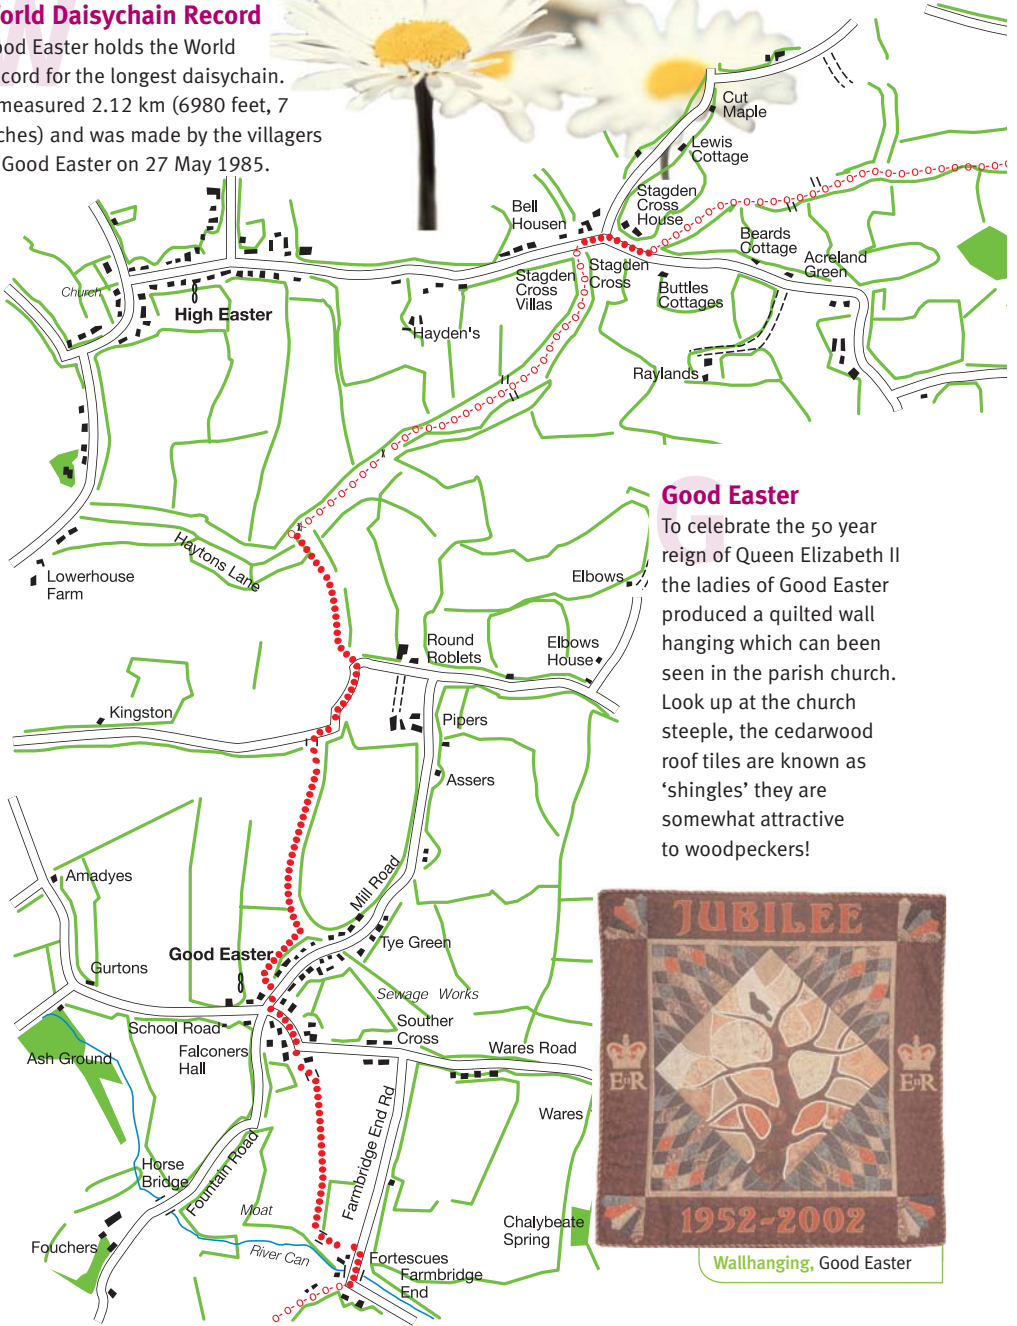 World Daisychain Record
Good Easter holds the World
record for the longest daisychain.
measured 2.12 km (6980 feet, 7
inches) and was made by the villagers
Good Easter on 27 May 1985.
Cut
Maple
Lewis
Cottage
Stagden
Cross
House
Bell
Housen
Beards
Cottage
Acreland
Green
Stagden
Cross
Villas
Stagden
Cross
Buttles
Cottages
Church
High Easter
Hayden's
Raylands
Haytons Lane
Lowerhouse
Farm
Good Easter
To celebrate the 50 year
reign of Queen Elizabeth II
the ladies of Good Easter
produced a quilted wall
hanging which can been
seen in the parish church.
Look up at the church
steeple, the cedarwood
roof tiles are known as
‘shingles’ they are
somewhat attractive
to woodpeckers!
Elbows
Round
Roblets
Elbows
House
Kingston
Pipers
Assers
Amadyes
Mill Road
Good Easter
Tye Green
Gurtons
Sewage Works
School Road
Souther
Cross
Ash Ground
Falconers
Hall
Wares Road
Wares
Farmbridge End Rd
Horse
Bridge
Fountain Road
Moat
Chalybeate
Spring
Fouchers
River Can
Fortescues
Farmbridge
End
JUBILEE
EIIR
EIIR
1952-2002
Wallhanging, Good Easter
W
G